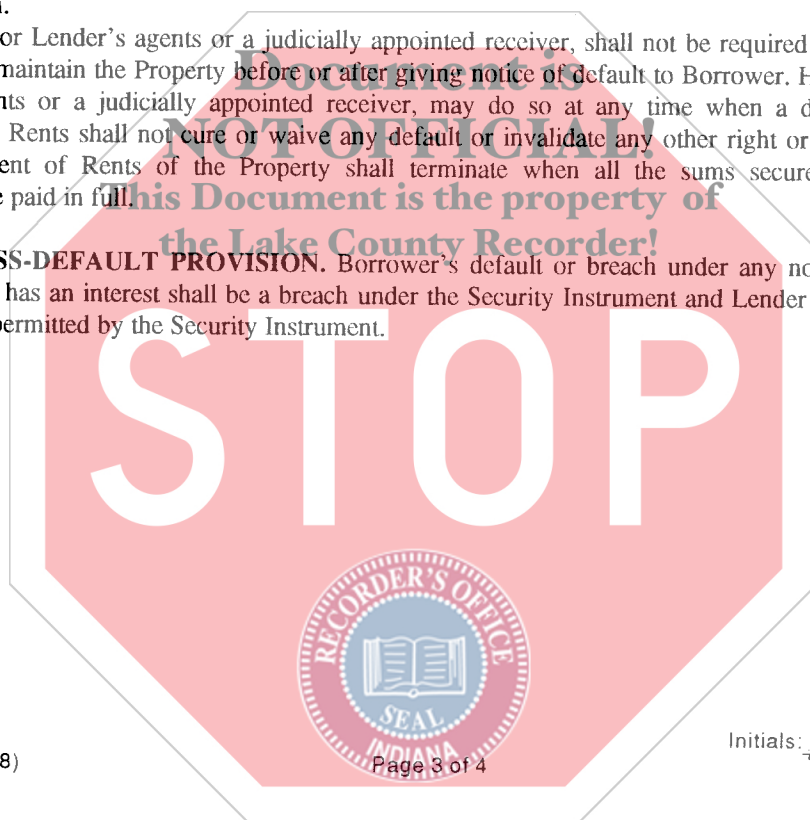 or Lender's agents or a judicially appointed receiver, shall not be required
maintain the Property before or after giving notice of default to Borrower. H
nts or a judicially appointed receiver, may do so at any time when a d
Rents shall not cure or waive any default or invalidate any other right or
ent of Rents of the Property shall terminate when all the sums secure
e paid in full.
SS-DEFAULT PROVISION. Borrower's default or breach under any no
has an interest shall be a breach under the Security Instrument and Lender
permitted by the Security Instrument.
Document is
NOT OFFICIAL!
This Document is the property of
the Lake County Recorder!
STOP
RECORDER'S OFFICE
SEAL
INDIANA
Initials:
8)
Page 3 of 4